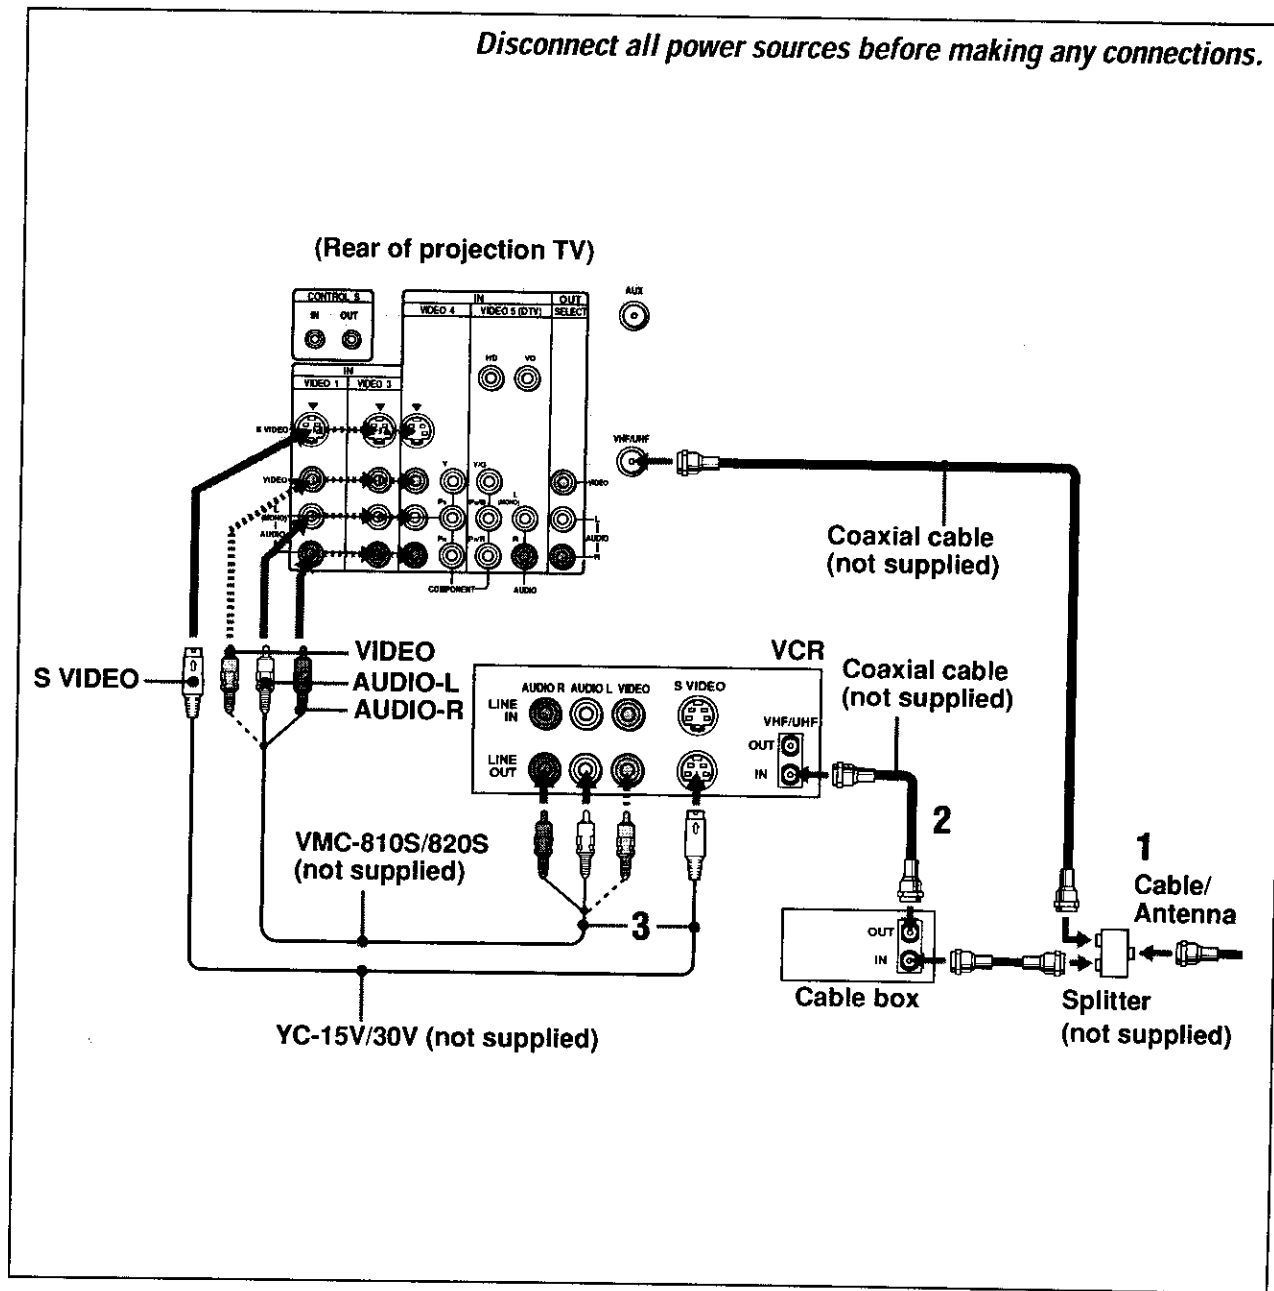 Disconnect all power sources before making any connections.
(Rear of projection TV)
CONTROL S
IN OUT
IN OUT
VIDEO 4 VIDEO 5 (DTV) SELECT
AUX
HD VD
IN
VIDEO 1 VIDEO 3
S VIDEO
VHF/UHF
VIDEO
Y Y/G
L
(MONO)
VIDEO
L
(MONO)
AUDIO
R
L
AUDIO
R
COMPONENT AUDIO
Coaxial cable
(not supplied)
S VIDEO
VIDEO
AUDIO-L
AUDIO-R
VCR
Coaxial cable
(not supplied)
AUDIO R AUDIO L VIDEO S VIDEO
LINE
IN
VHF/UHF
OUT
LINE
OUT
IN
2
VMC-810S/820S
(not supplied)
1
Cable/
Antenna
3
OUT
IN
Cable box
Splitter
(not supplied)
YC-15V/30V (not supplied)